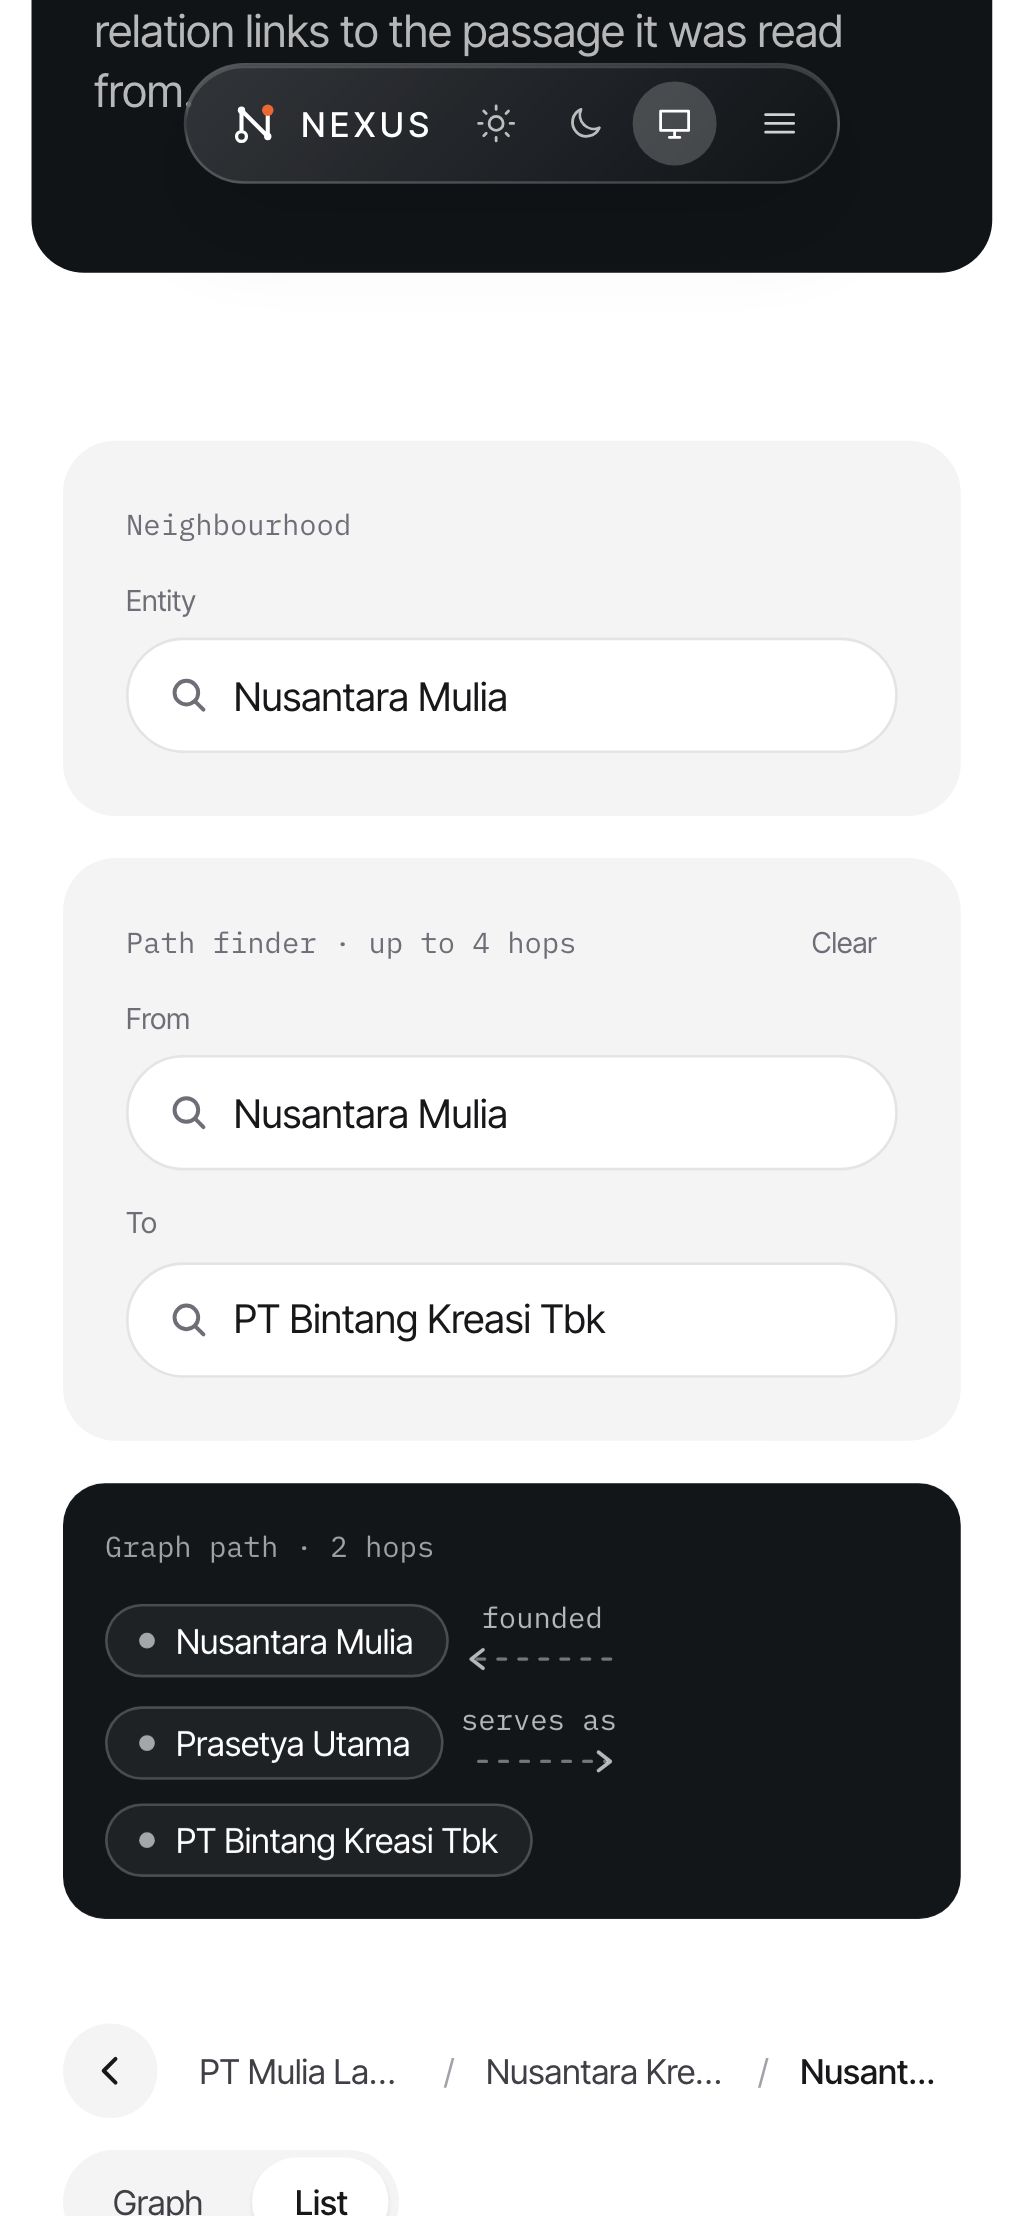 relation links to the passage it was read
from.
NEXUS
Neighbourhood
Entity
Nusantara Mulia
Path finder · up to 4 hops
Clear
From
Nusantara Mulia
To
PT Bintang Kreasi Tbk
Graph path · 2 hops
Nusantara Mulia
founded
Prasetya Utama
serves as
PT Bintang Kreasi Tbk
PT Mulia La... / Nusantara Kre... / Nusant...
Graph List